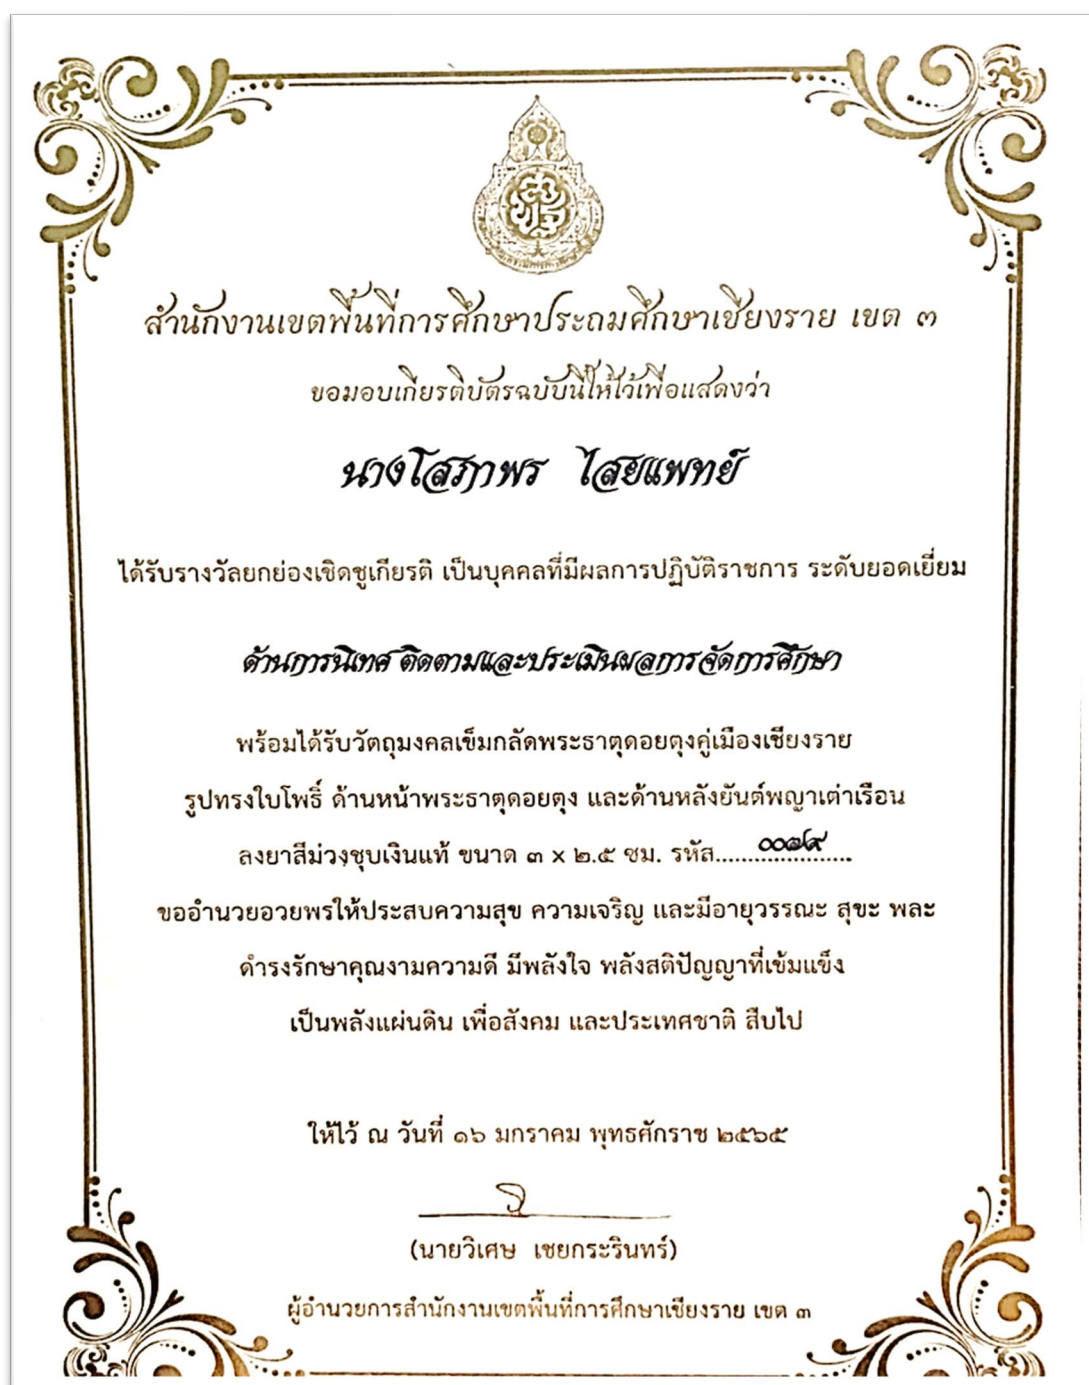 สำนักงานเขตพื้นที่การศึกษาประถมศึกษาเชียงราย เขต ๓
ขอมอบเกียรติบัตรฉบับนี้ให้ไว้เพื่อแสดงว่า
นางโสภาพร ไสยแพทย์
ได้รับรางวัลยกย่องเชิดชูเกียรติ เป็นบุคคลที่มีผลการปฏิบัติราชการ ระดับยอดเยี่ยม
ด้านการนิเทศ ติดตามและประเมินผลการจัดการศึกษา
พร้อมได้รับวัตถุมงคลเข็มกลัดพระธาตุดอยตุงคู่เมืองเชียงราย
รูปทรงใบโพธิ์ ด้านหน้าพระธาตุดอยตุง และด้านหลังยันต์พญาเต่าเรือน
ลงยาสีม่วงชุบเงินแท้ ขนาด ๓ x ๒.๕ ซม. รหัส.....๐๐๗๙.....
ขออำนวยอวยพรให้ประสบความสุข ความเจริญ และมีอายุวรรณะ สุขะ พละ
ดำรงรักษาคุณงามความดี มีพลังใจ พลังสติปัญญาที่เข้มแข็ง
เป็นพลังแผ่นดิน เพื่อสังคม และประเทศชาติ สืบไป
ให้ไว้ ณ วันที่ ๑๖ มกราคม พุทธศักราช ๒๕๖๕
(นายวิเศษ เชยกระรินทร์)
ผู้อำนวยการสำนักงานเขตพื้นที่การศึกษาเชียงราย เขต ๓